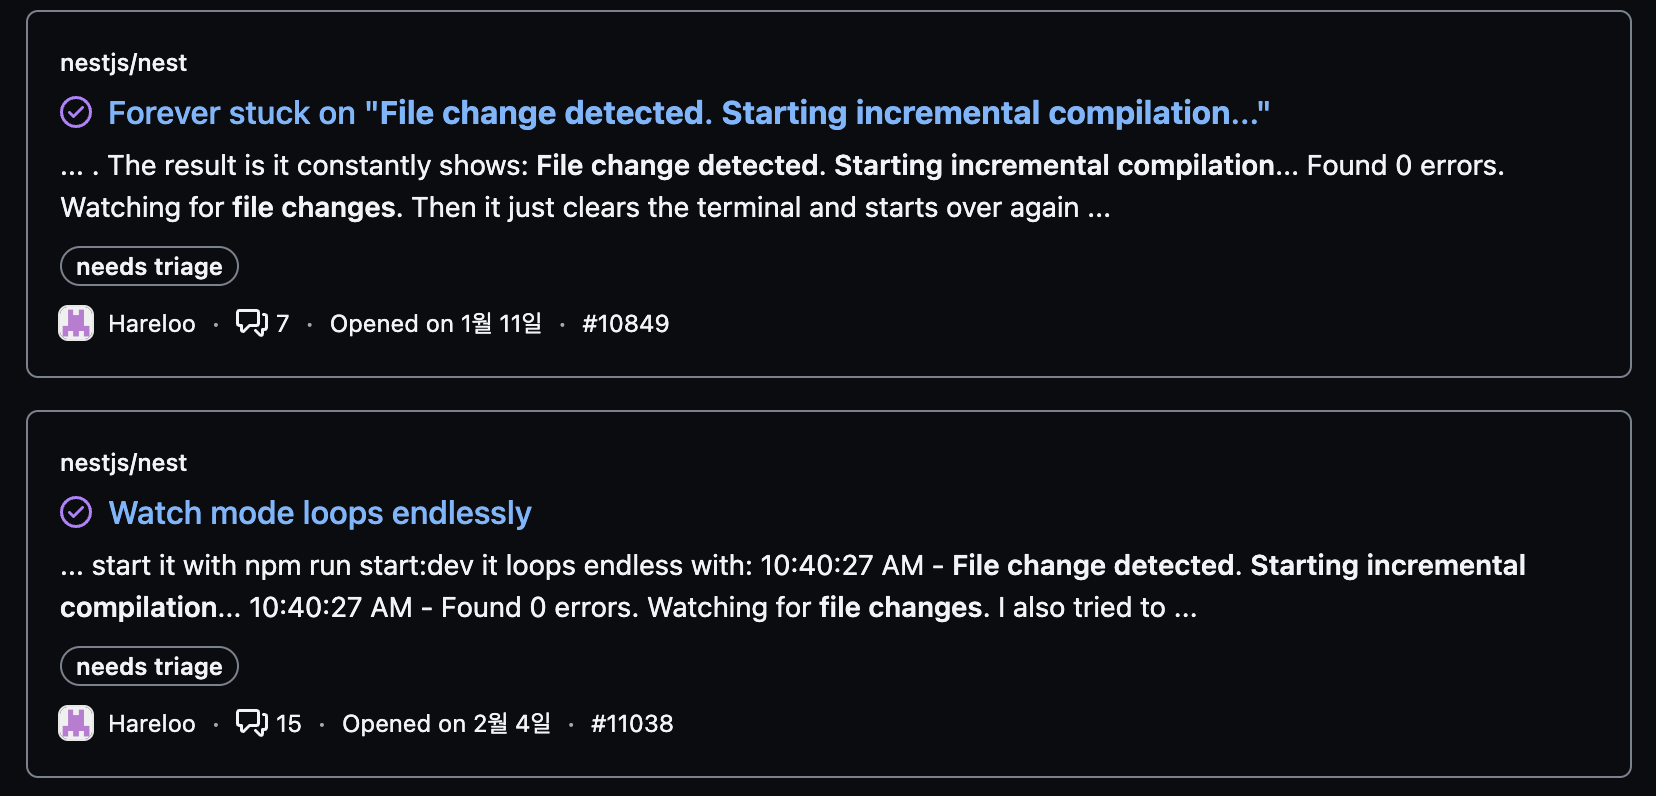 nestjs/nest
Forever stuck on "File change detected. Starting incremental compilation..."
... . The result is it constantly shows: File change detected. Starting incremental compilation... Found 0 errors.
Watching for file changes. Then it just clears the terminal and starts over again ...
needs triage
Hareloo · 7 · Opened on 1월 11일 · #10849
nestjs/nest
Watch mode loops endlessly
... start it with npm run start:dev it loops endless with: 10:40:27 AM - File change detected. Starting incremental
compilation... 10:40:27 AM - Found 0 errors. Watching for file changes. I also tried to ...
needs triage
Hareloo · 15 · Opened on 2월 4일 · #11038